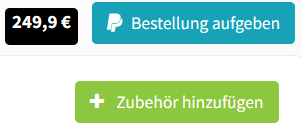 249,9 € Bestellung aufgeben
Zubehör hinzufügen